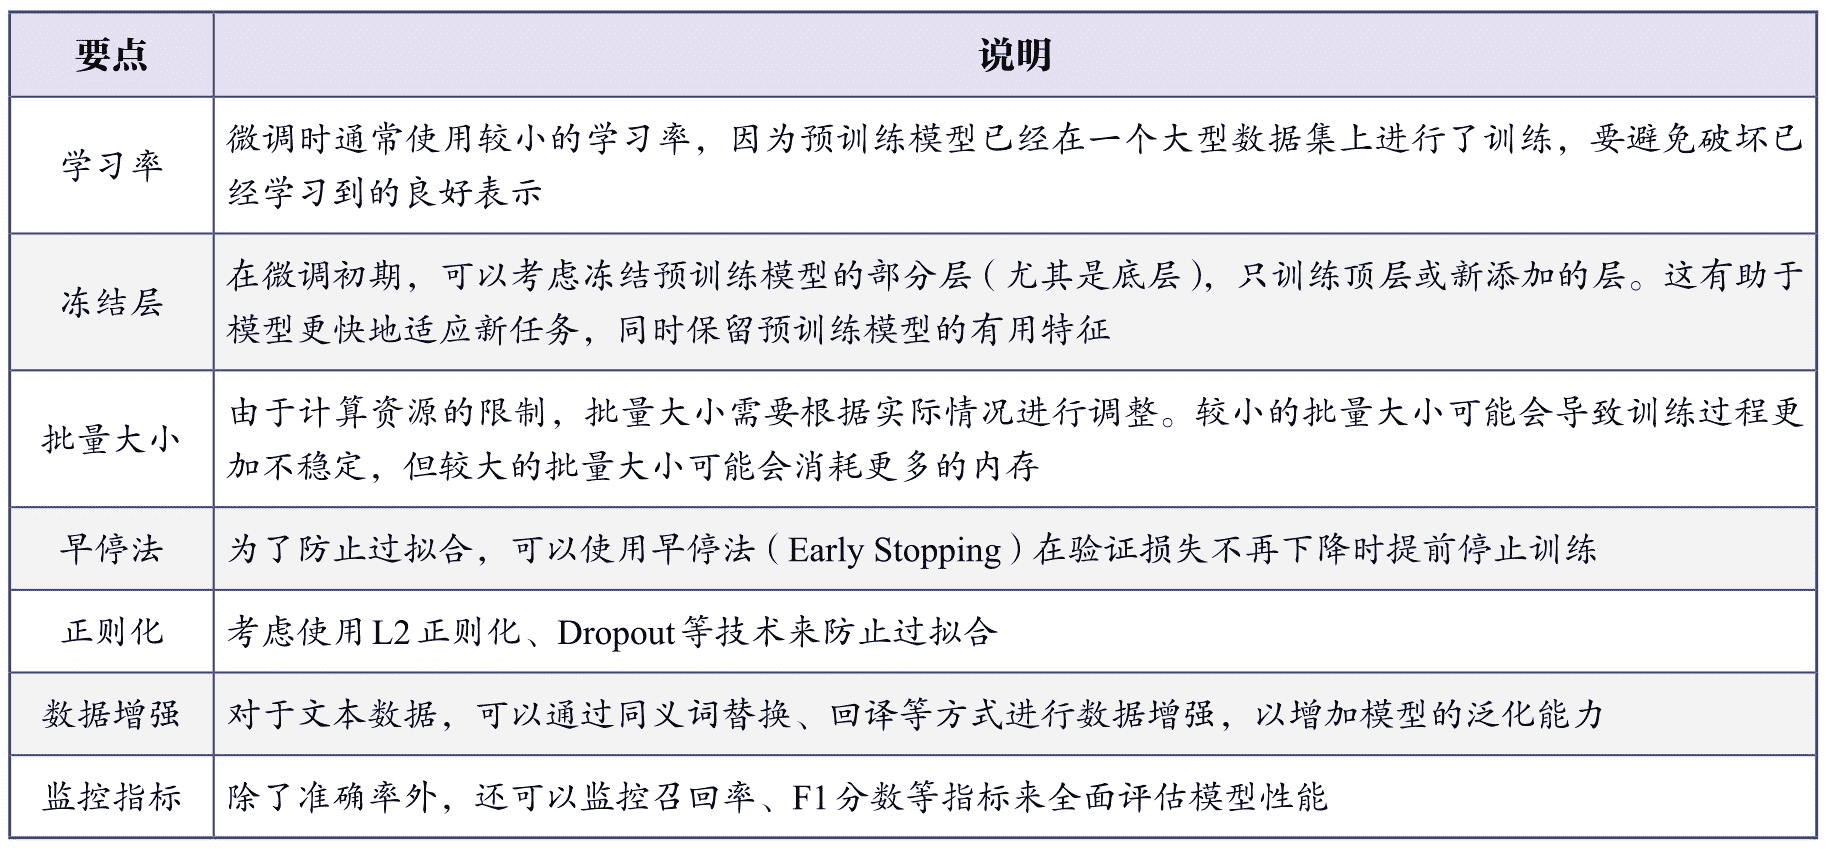 要点
说明
学习率
微调时通常使用较小的学习率，因为预训练模型已经在一个大型数据集上进行了训练，要避免破坏已
经学习到的良好表示
冻结层
在微调初期，可以考虑冻结预训练模型的部分层（尤其是底层），只训练顶层或新添加的层。这有助于
模型更快地适应新任务，同时保留预训练模型的有用特征
批量大小
由于计算资源的限制，批量大小需要根据实际情况进行调整。较小的批量大小可能会导致训练过程更
加不稳定，但较大的批量大小可能会消耗更多的内存
早停法
为了防止过拟合，可以使用早停法（Early Stopping）在验证损失不再下降时提前停止训练
正则化
考虑使用L2正则化、Dropout等技术来防止过拟合
数据增强
对于文本数据，可以通过同义词替换、回译等方式进行数据增强，以增加模型的泛化能力
监控指标
除了准确率外，还可以监控召回率、F1分数等指标来全面评估模型性能